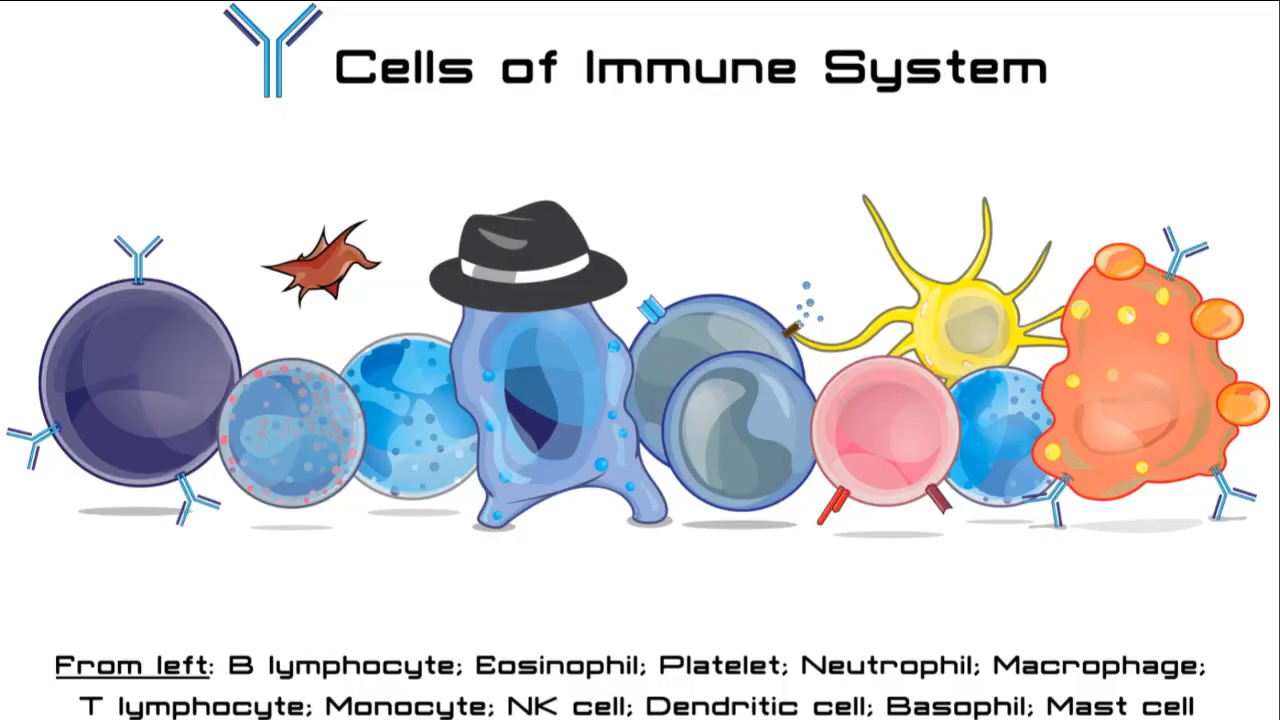 Cells of Immune System
From left: B lymphocyte; Eosinophil; Platelet; Neutrophil; Macrophage;
T lymphocyte; Monocyte; NK cell; Dendritic cell; Basophil; Mast cell